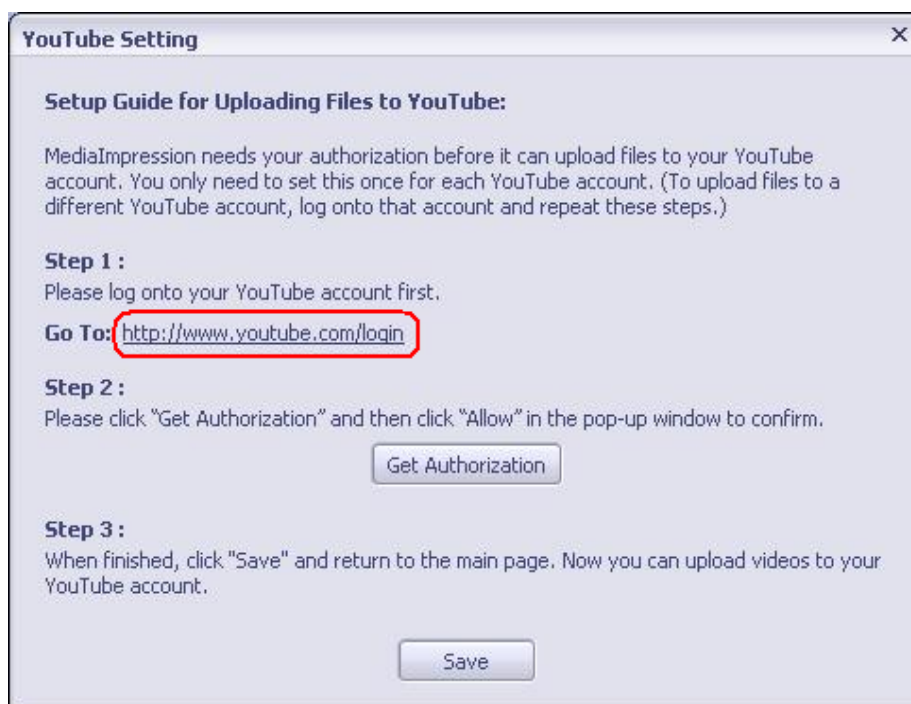 YouTube Setting
Setup Guide for Uploading Files to YouTube:
MediaImpression needs your authorization before it can upload files to your YouTube
account. You only need to set this once for each YouTube account. (To upload files to a
different YouTube account, log onto that account and repeat these steps.)
Step 1 :
Please log onto your YouTube account first.
Go To: http://www.youtube.com/login
Step 2 :
Please click “Get Authorization” and then click “Allow” in the pop-up window to confirm.
Get Authorization
Step 3 :
When finished, click "Save" and return to the main page. Now you can upload videos to your
YouTube account.
Save